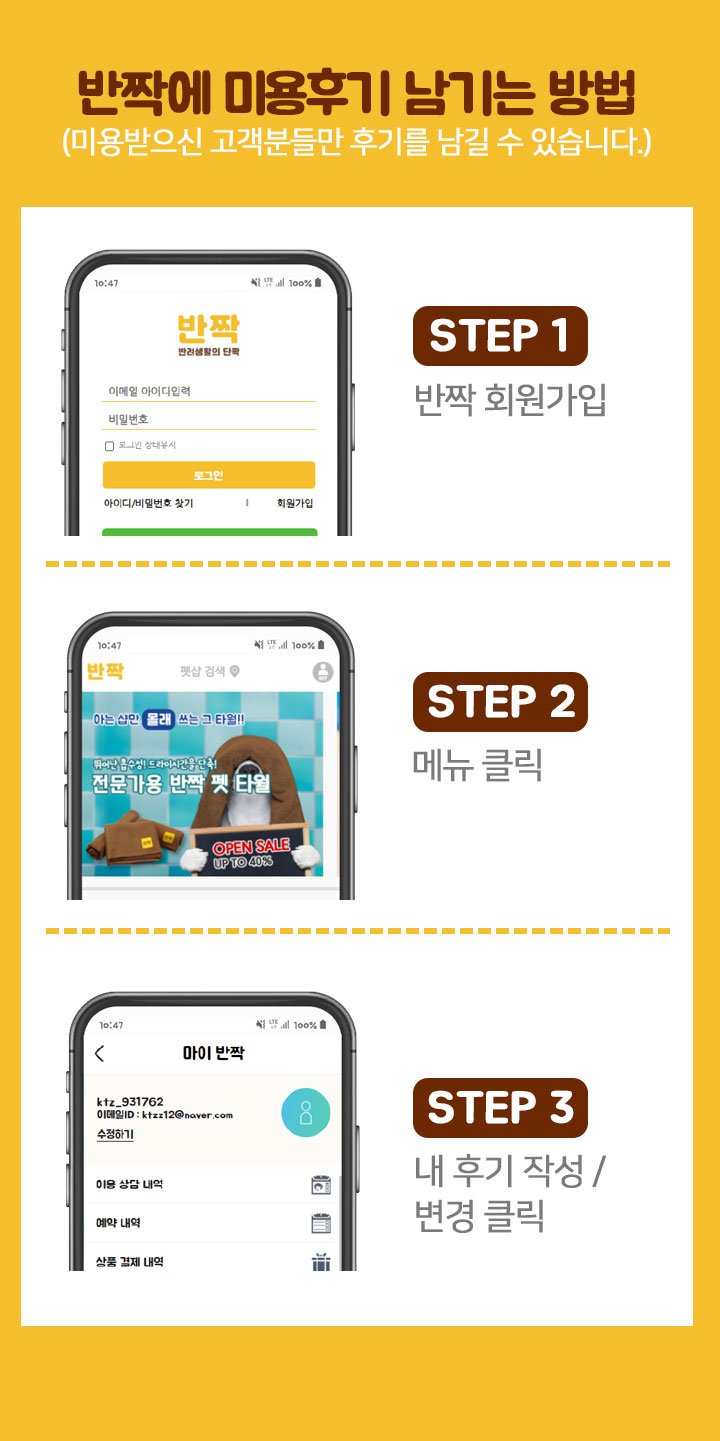 반짝에 미용후기 남기는 방법
(미용받으신 고객분들만 후기를 남길 수 있습니다.)
10:47 LTE 100%
반짝
반려생활의 단짝
이메일 아이디입력
비밀번호
로그인 상태유지
로그인
아이디/비밀번호 찾기 | 회원가입
STEP 1
반짝 회원가입
10:47 LTE 100%
반짝 펫샵 검색
MY
아는 샵만 몰래 쓰는 그 타월!!
뛰어난 흡수성! 드라이시간을 단축!
전문가용 반짝 펫 타월
반짝 반짝
OPEN SALE
UP TO 40%
STEP 2
메뉴 클릭
10:47 LTE 100%
마이 반짝
ktz_931762
이메일ID : ktzz12@naver.com
수정하기
이용 상담 내역
예약 내역
상품 결제 내역
STEP 3
내 후기 작성 /
변경 클릭